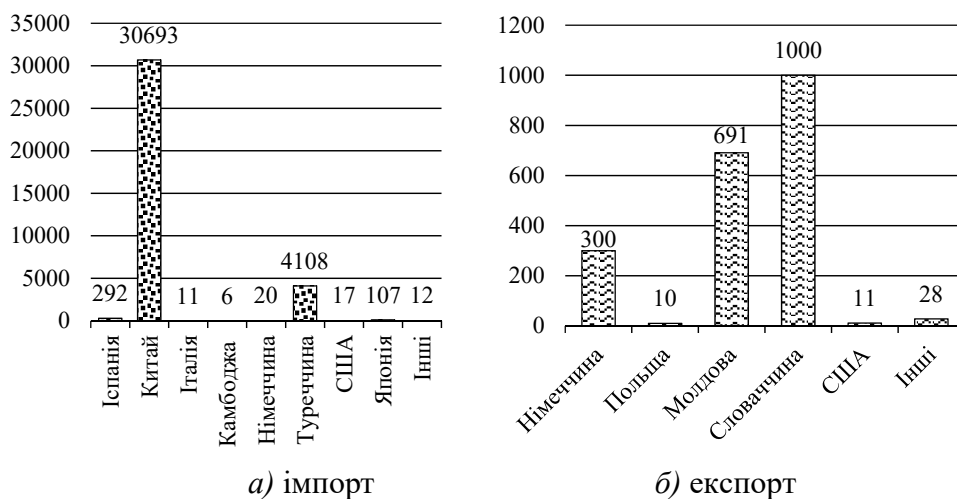 35000
30693
30000
25000
20000
15000
10000
5000
0
292
11
6
20
4108
17
107
12
Іспанія
Китай
Італія
Камбоджа
Німеччина
Туреччина
США
Японія
Інші
а) імпорт
1200
1000
800
600
400
200
0
300
10
691
1000
11
28
Німеччина
Польща
Молдова
Словаччина
США
Інші
б) експорт